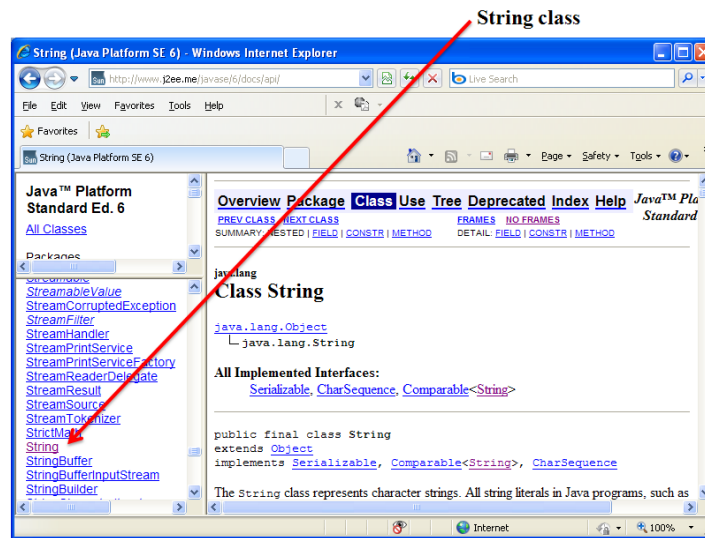 String class
String (Java Platform SE 6) - Windows Internet Explorer
http://www.j2ee.me/javase/6/docs/api/
Live Search
File Edit View Favorites Tools Help
Favorites
String (Java Platform SE 6)
Page Safety Tools
Java™ Platform
Standard Ed. 6
All Classes
Packages
Streamable
StreamableValue
StreamCorruptedException
StreamFilter
StreamHandler
StreamPrintService
StreamPrintServiceFactory
StreamReaderDelegate
StreamResult
StreamSource
StreamTokenizer
StrictMath
String
StringBuffer
StringBufferInputStream
StringBuilder
Overview Package Class Use Tree Deprecated Index Help
Java™ Pla
Standard
PREV CLASS NEXT CLASS
FRAMES NO FRAMES
SUMMARY: NESTED | FIELD | CONSTR | METHOD
DETAIL: FIELD | CONSTR | METHOD
java.lang
Class String
java.lang.Object
java.lang.String
All Implemented Interfaces:
Serializable, CharSequence, Comparable<String>
public final class String
extends Object
implements Serializable, Comparable<String>, CharSequence
The String class represents character strings. All string literals in Java programs, such as
Internet
100%